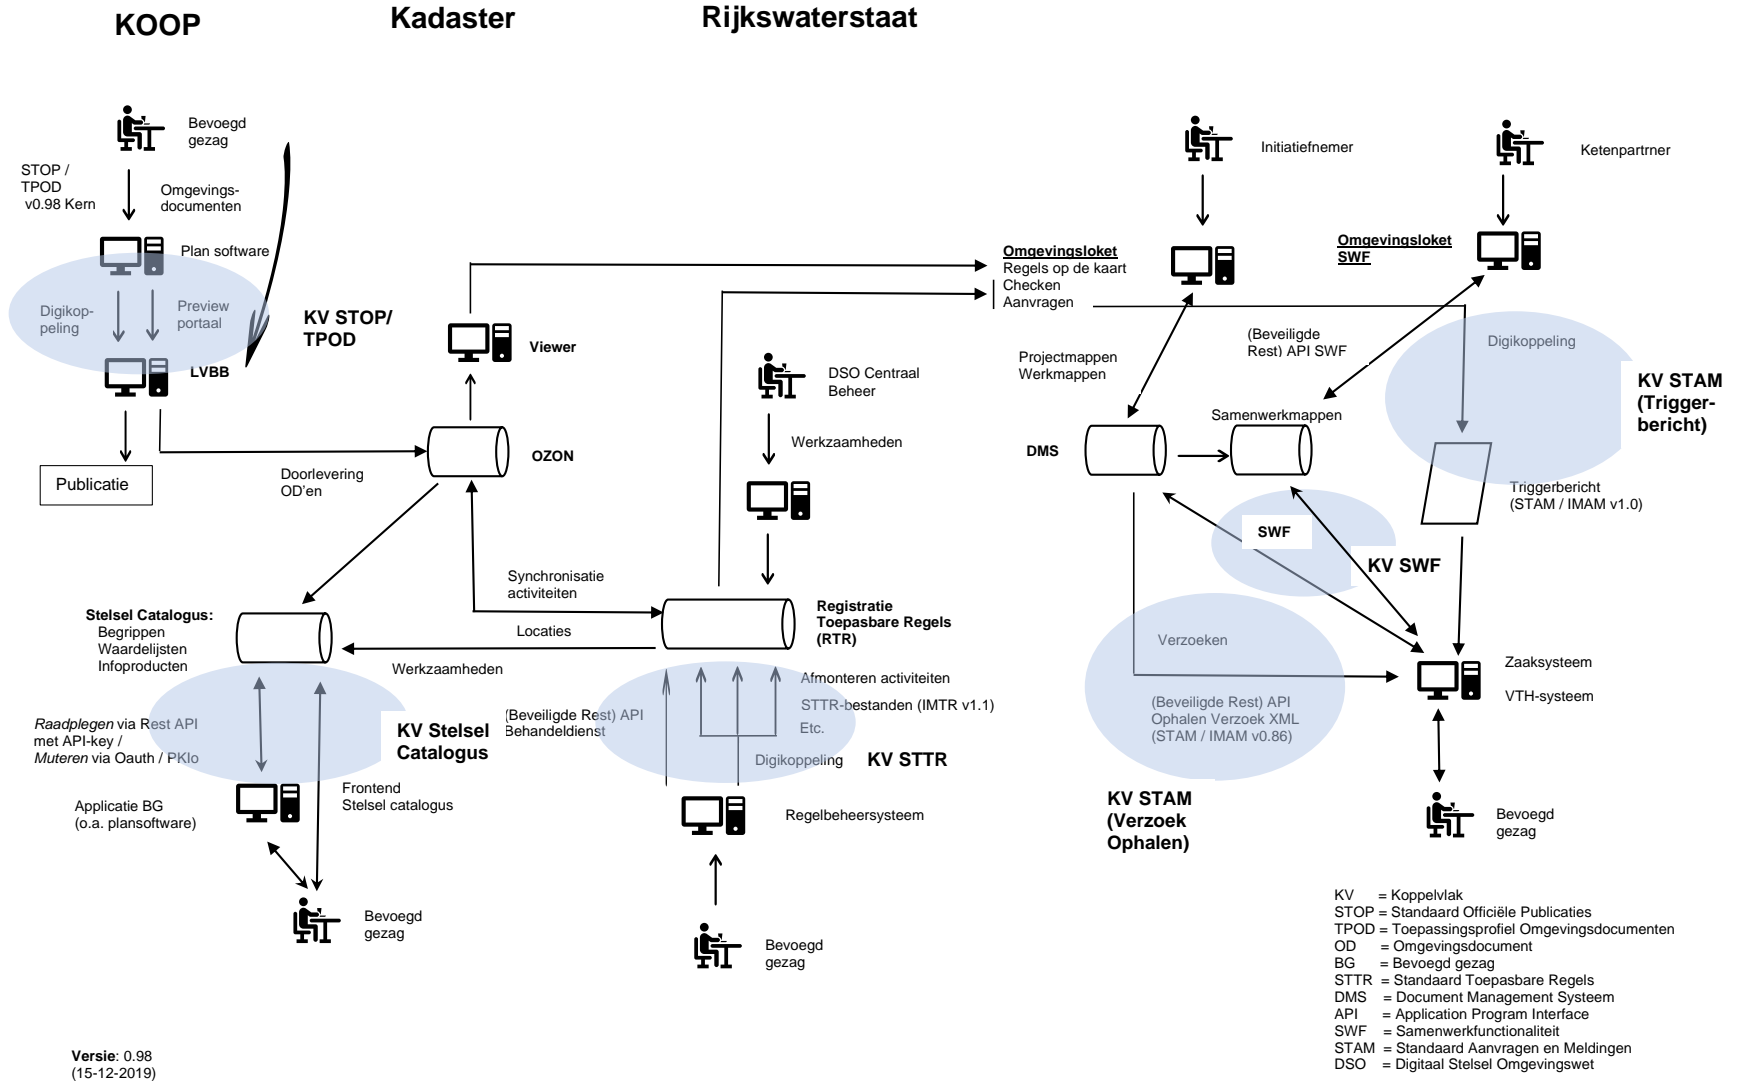 KOOP
Kadaster
Rijkswaterstaat
Bevoegd
gezag
STOP /
TPOD
v0.98 Kern
Omgevings-
documenten
Plan software
Digikop-
peling
Preview
portaal
LVBB
KV STOP/
TPOD
Publicatie
Doorlevering
OD'en
Viewer
OZON
DSO Centraal
Beheer
Werkzaamheden
Synchronisatie
activiteiten
Locaties
Werkzaamheden
Registratie
Toepasbare Regels
(RTR)
Stelsel Catalogus:
Begrippen
Waardelijsten
Infoproducten
Raadplegen via Rest API
met API-key /
Muteren via Oauth / PKIo
KV Stelsel
Catalogus
Applicatie BG
(o.a. plansoftware)
Frontend
Stelsel catalogus
Bevoegd
gezag
(Beveiligde Rest) API
Behandeldienst
Afmonteren activiteiten
STTR-bestanden (IMTR v1.1)
Etc.
Digikoppeling
KV STTR
Regelbeheersysteem
Bevoegd
gezag
Initiatiefnemer
Ketenpartrner
Omgevingsloket
Regels op de kaart
Checken
Aanvragen
Omgevingsloket
SWF
(Beveiligde
Rest) API SWF
Digikoppeling
Projectmappen
Werkmappen
KV STAM
(Trigger-
bericht)
Samenwerkmappen
DMS
Triggerbericht
(STAM / IMAM v1.0)
SWF
KV SWF
Verzoeken
(Beveiligde Rest) API
Ophalen Verzoek XML
(STAM / IMAM v0.86)
Zaaksysteem
VTH-systeem
KV STAM
(Verzoek
Ophalen)
Bevoegd
gezag
KV = Koppelvlak
STOP = Standaard Officiële Publicaties
TPOD = Toepassingsprofiel Omgevingsdocumenten
OD = Omgevingsdocument
BG = Bevoegd gezag
STTR = Standaard Toepasbare Regels
DMS = Document Management Systeem
API = Application Program Interface
SWF = Samenwerkfunctionaliteit
STAM = Standaard Aanvragen en Meldingen
DSO = Digitaal Stelsel Omgevingswet
Versie: 0.98
(15-12-2019)